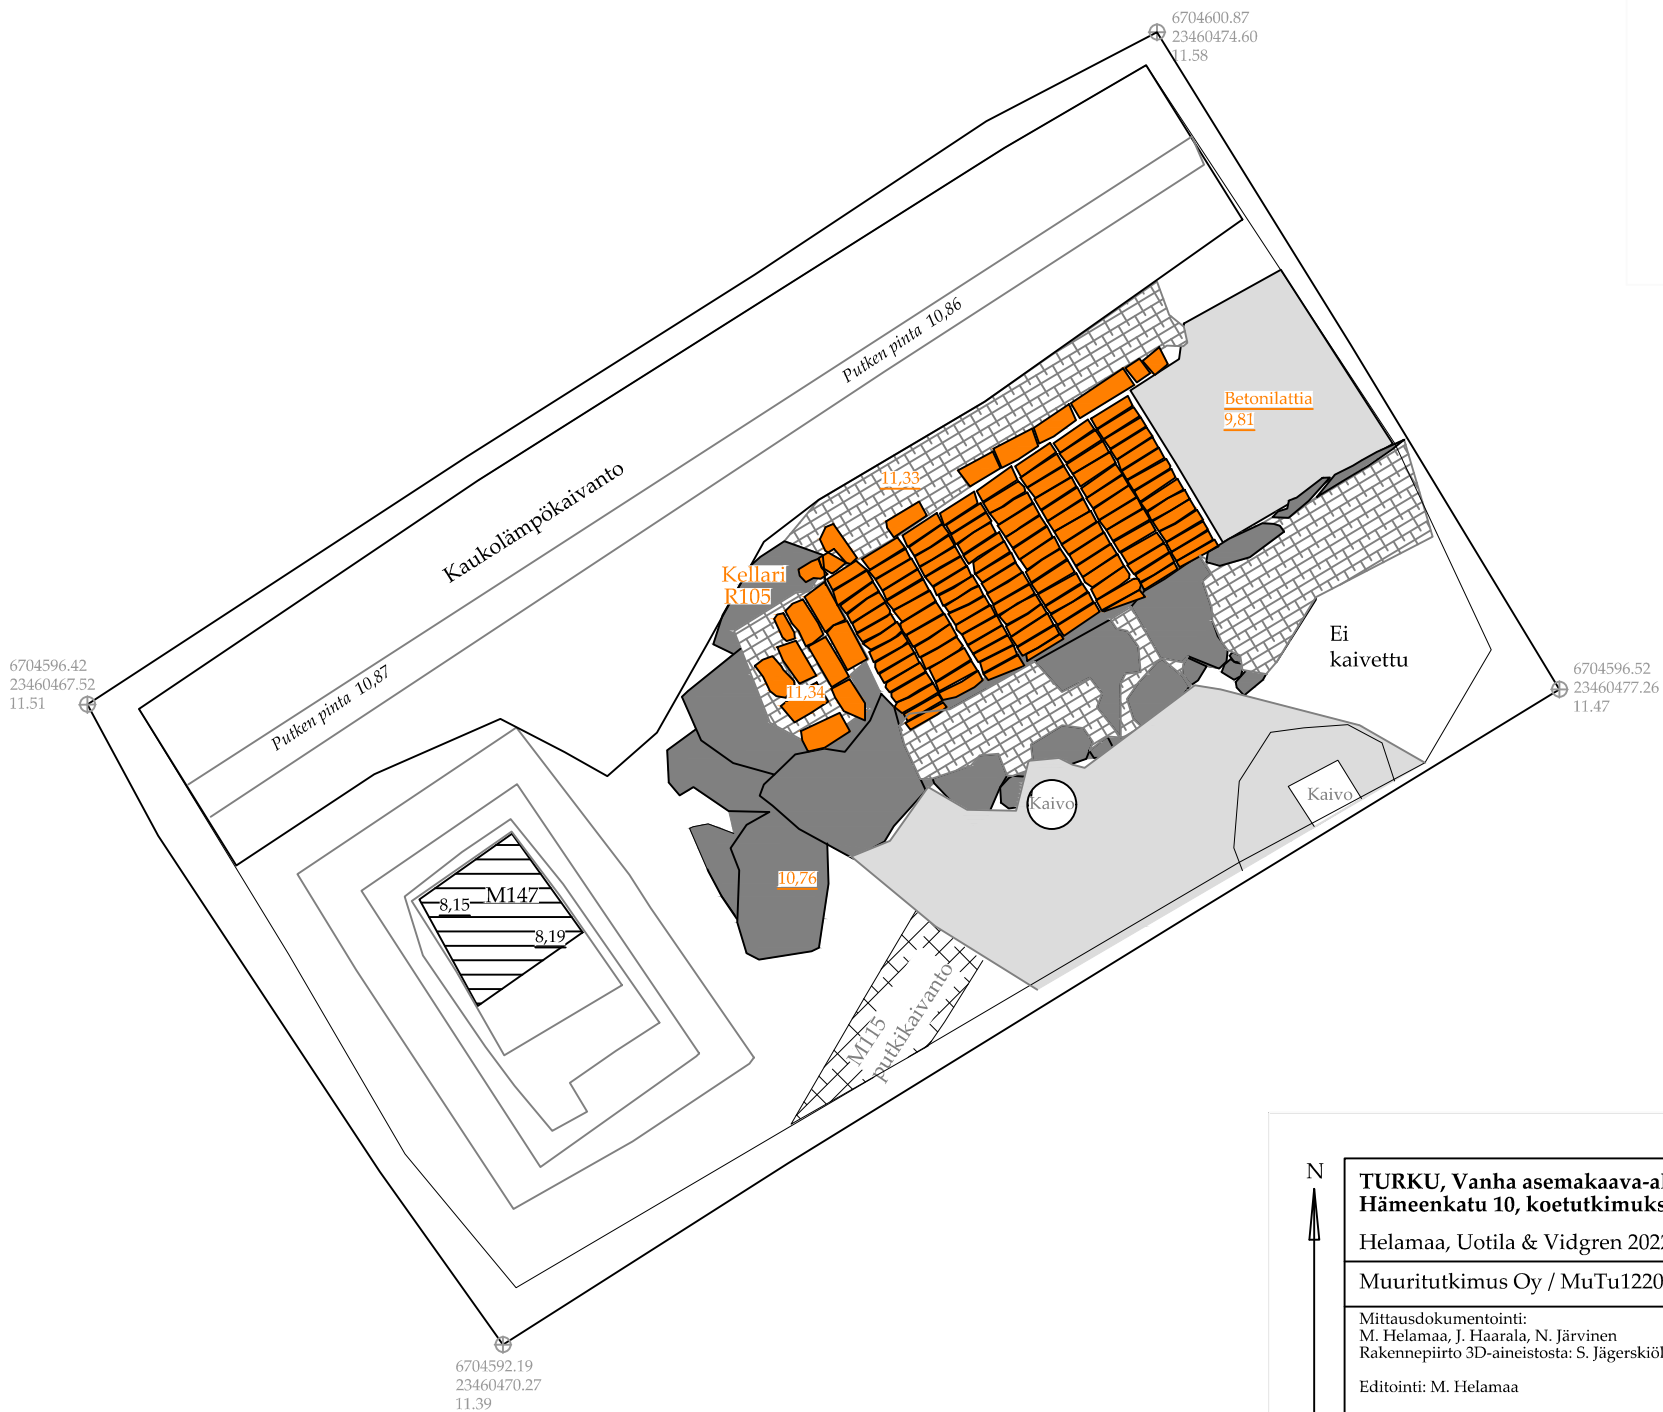 6704600.87
23460474.60
11.58
Putken pinta 10,86
Betonilattia
9,81
11,33
Kaukolämpökaivanto
Kellari
R105
Ei
kaivettu
6704596.42
23460467.52
11.51
6704596.52
23460477.26
11.47
Putken pinta 10,87
11,34
Kaivo
Kaivo
10,76
M147
8,15
8,19
M115
putkikaivanto
6704592.19
23460470.27
11.39
N
TURKU, Vanha asemakaava-al
Hämeenkatu 10, koetutkimuks
Helamaa, Uotila & Vidgren 202
Muuritutkimus Oy / MuTu1220
Mittausdokumentointi:
M. Helamaa, J. Haarala, N. Järvinen
Rakennepiirto 3D-aineistosta: S. Jägerskiöl
Editointi: M. Helamaa